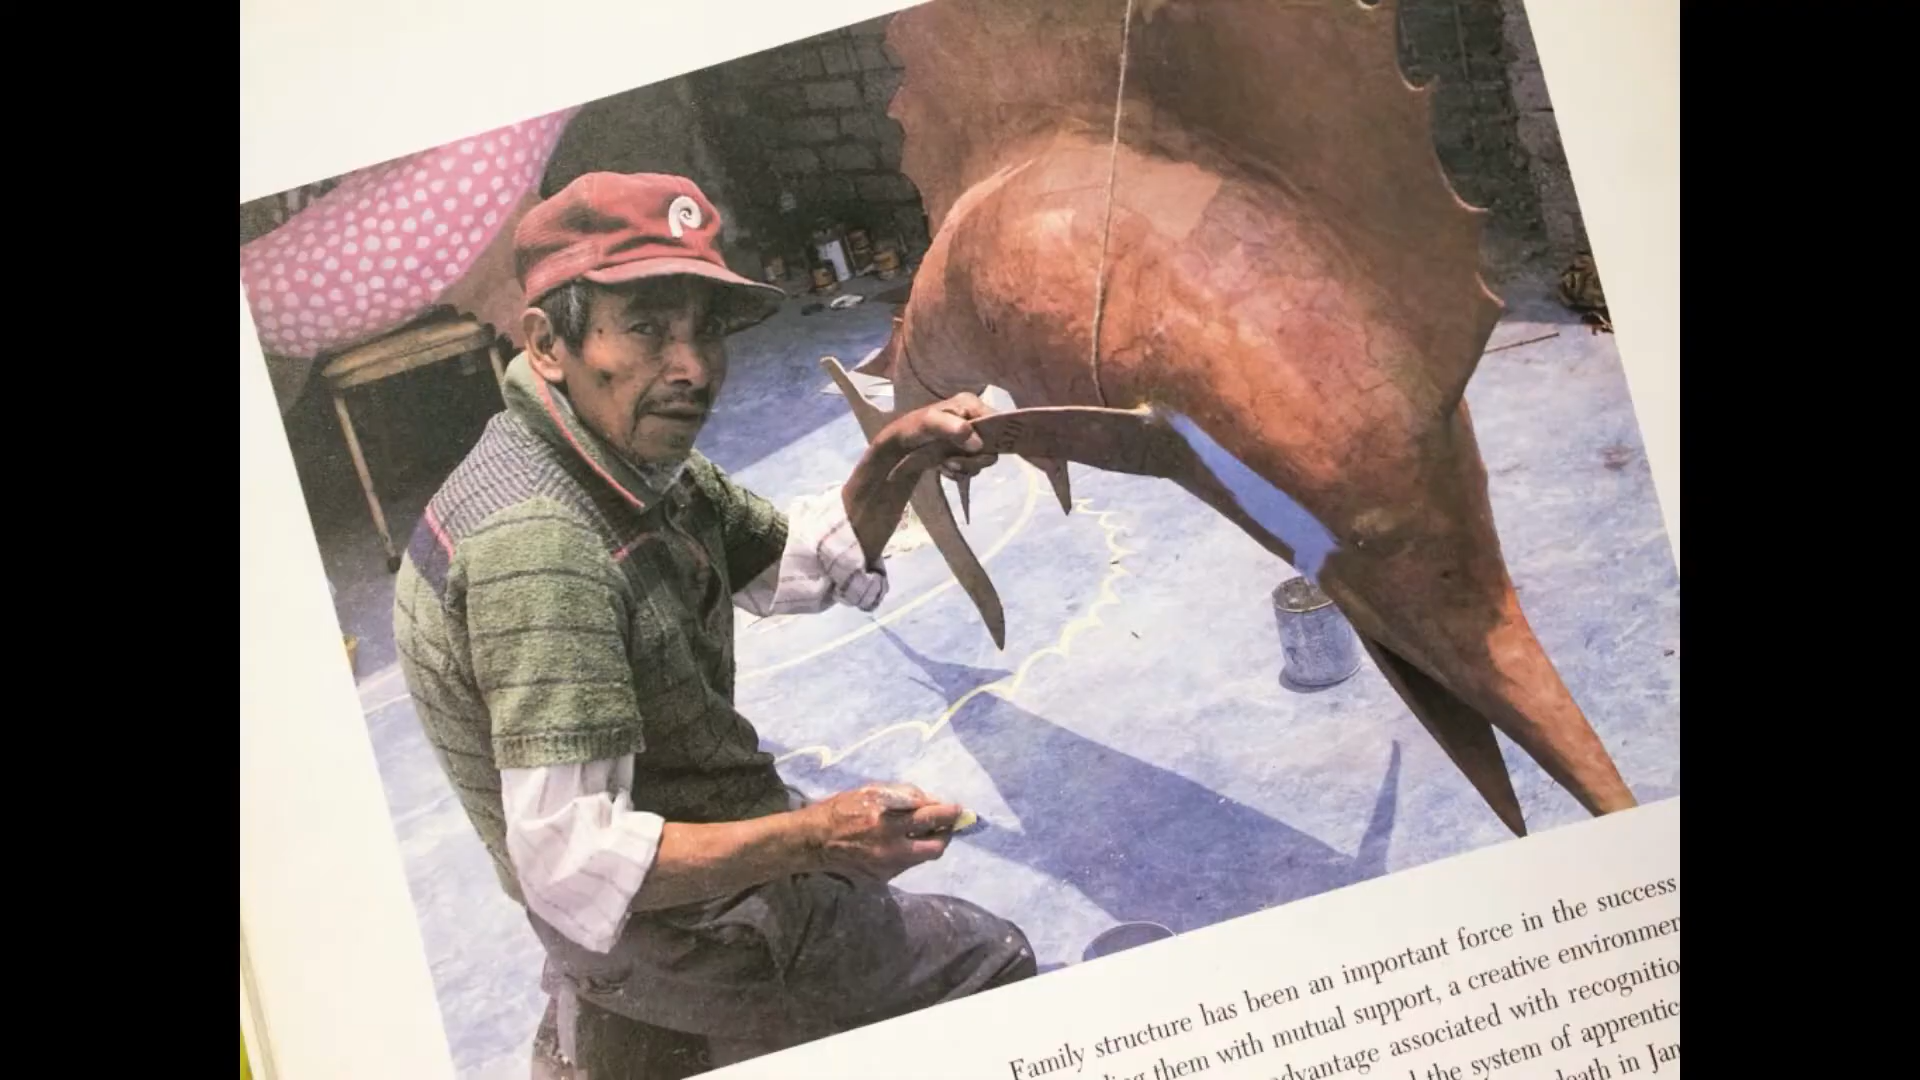 P
Family structure has been an important force in the success
them with mutual support, a creative environmen
advantage associated with recognitio
the system of apprentic
death in Jan